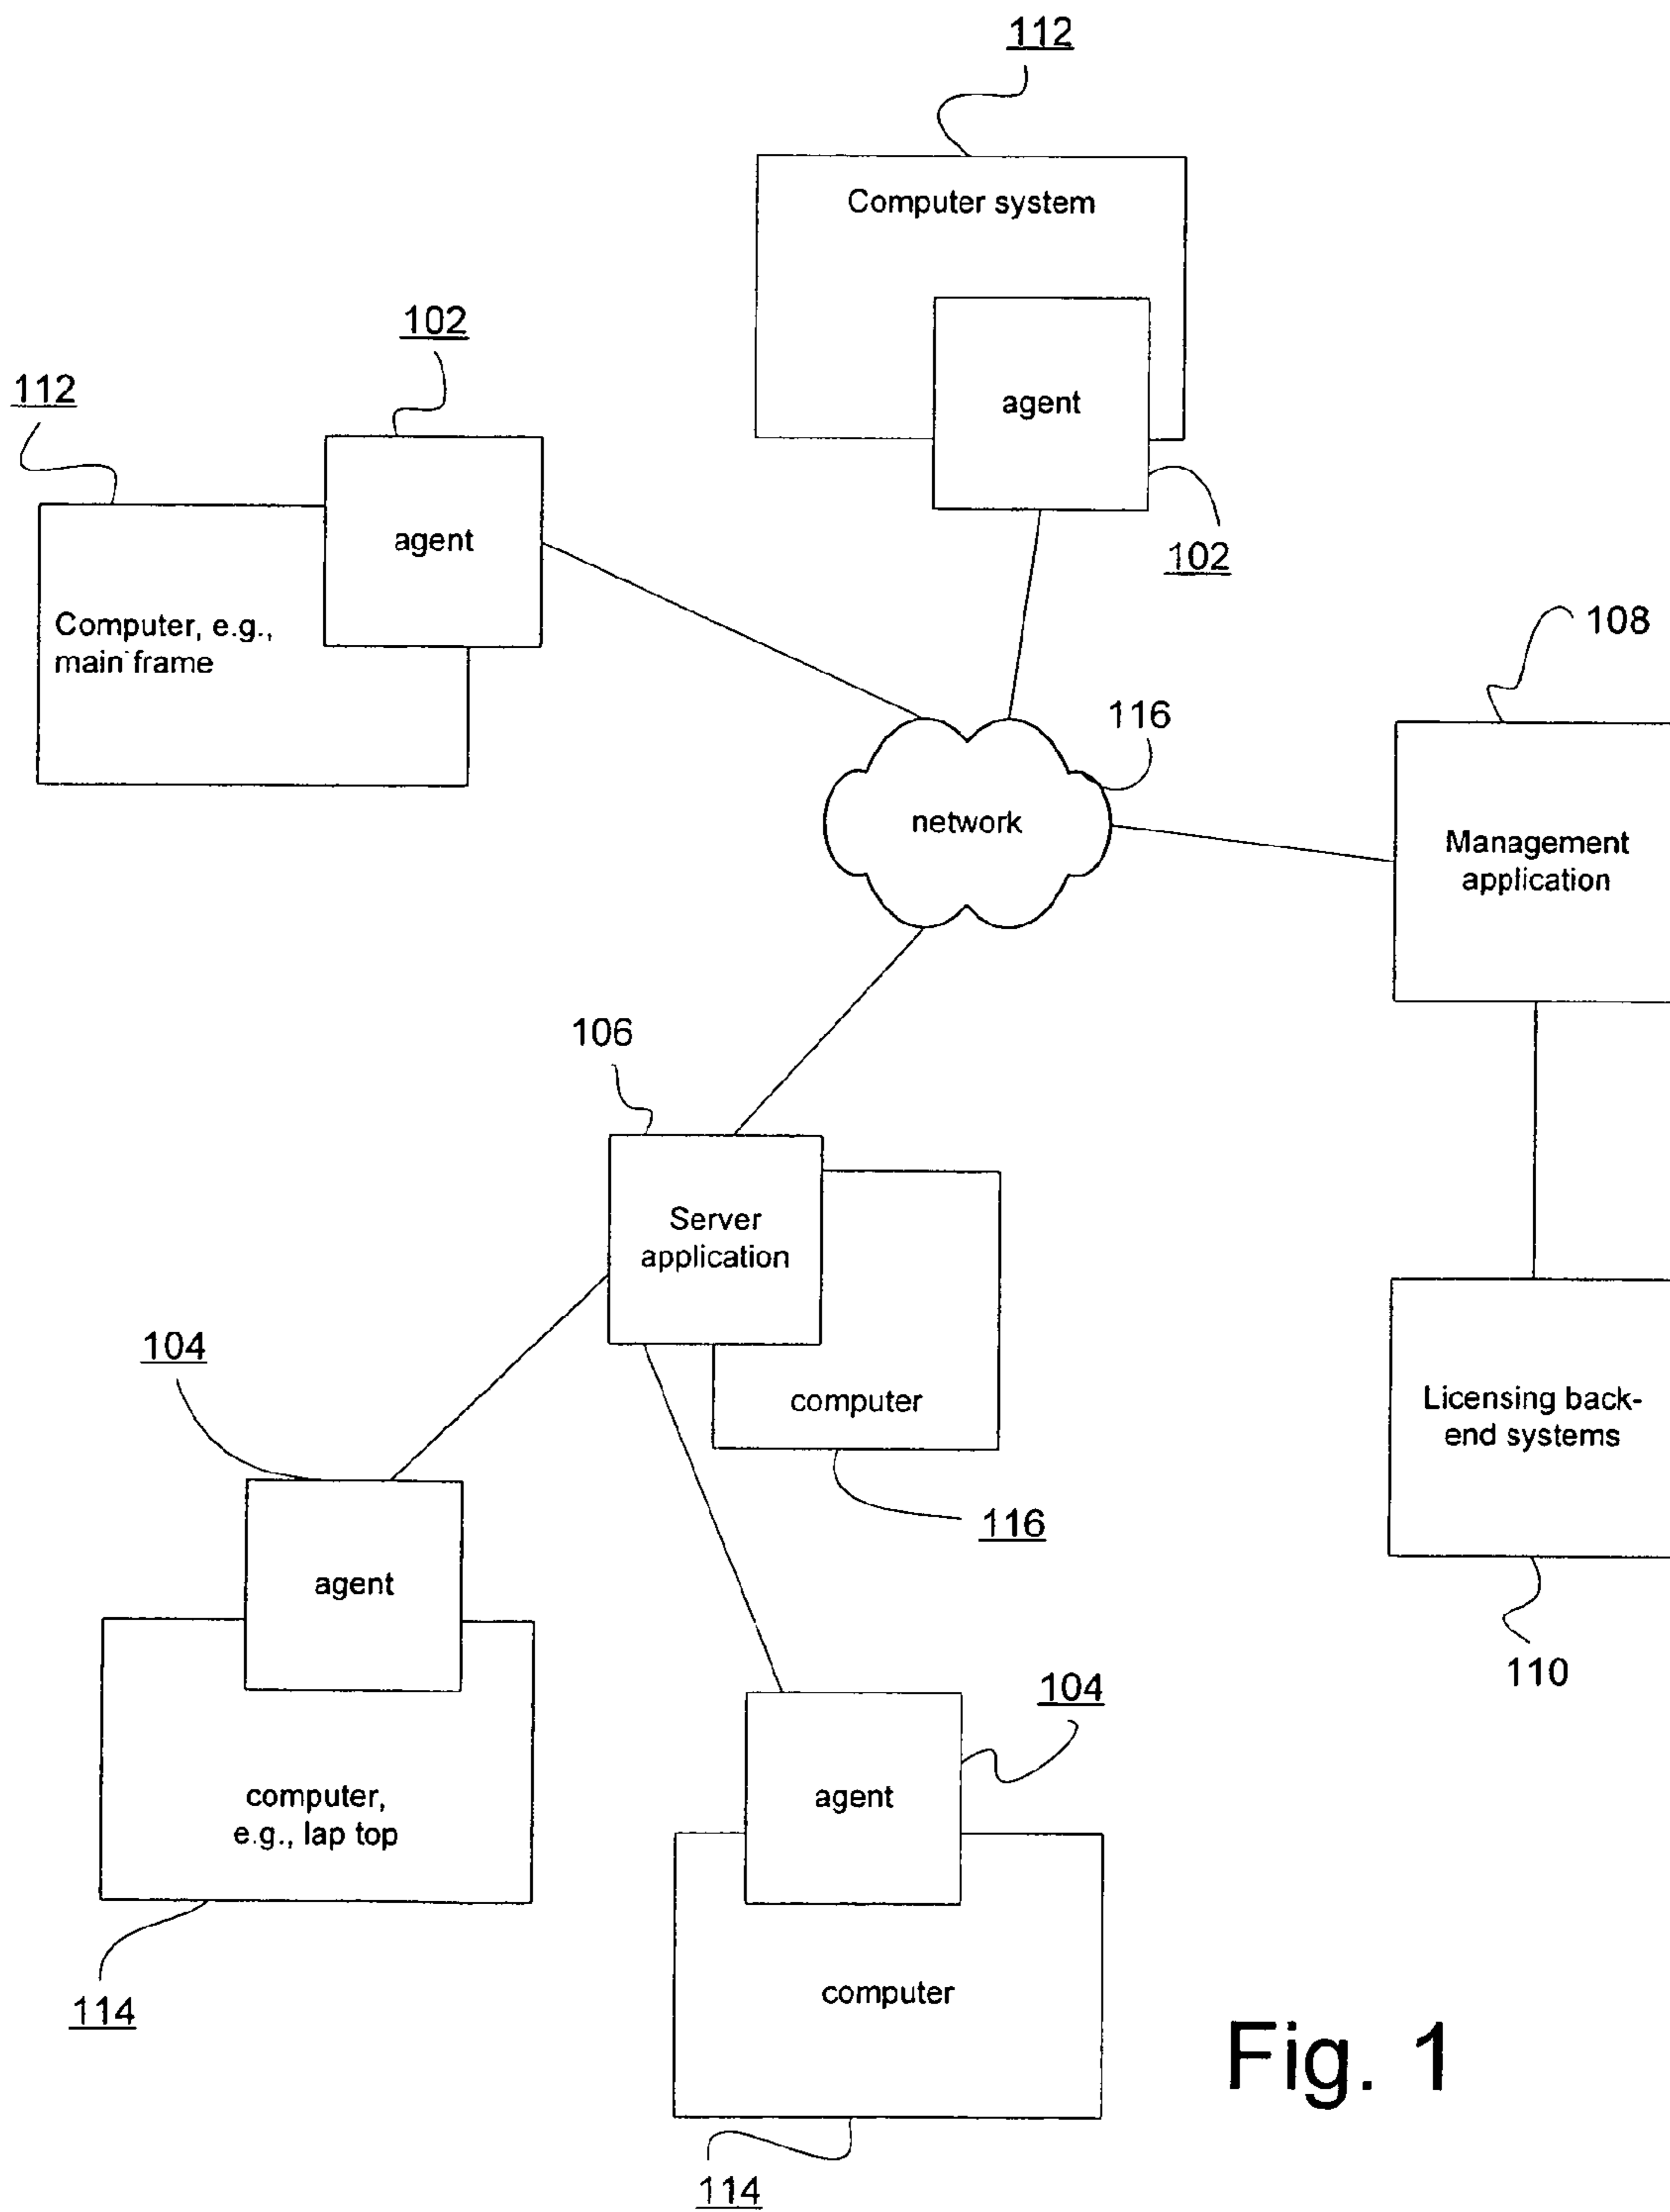 112
Computer system
agent
102
102
112
agent
Computer, e.g.,
main frame
108
116
network
Management
application
106
Server
application
computer
116
104
agent
computer,
e.g., lap top
114
104
agent
computer
114
Licensing back-
end systems
110
Fig. 1